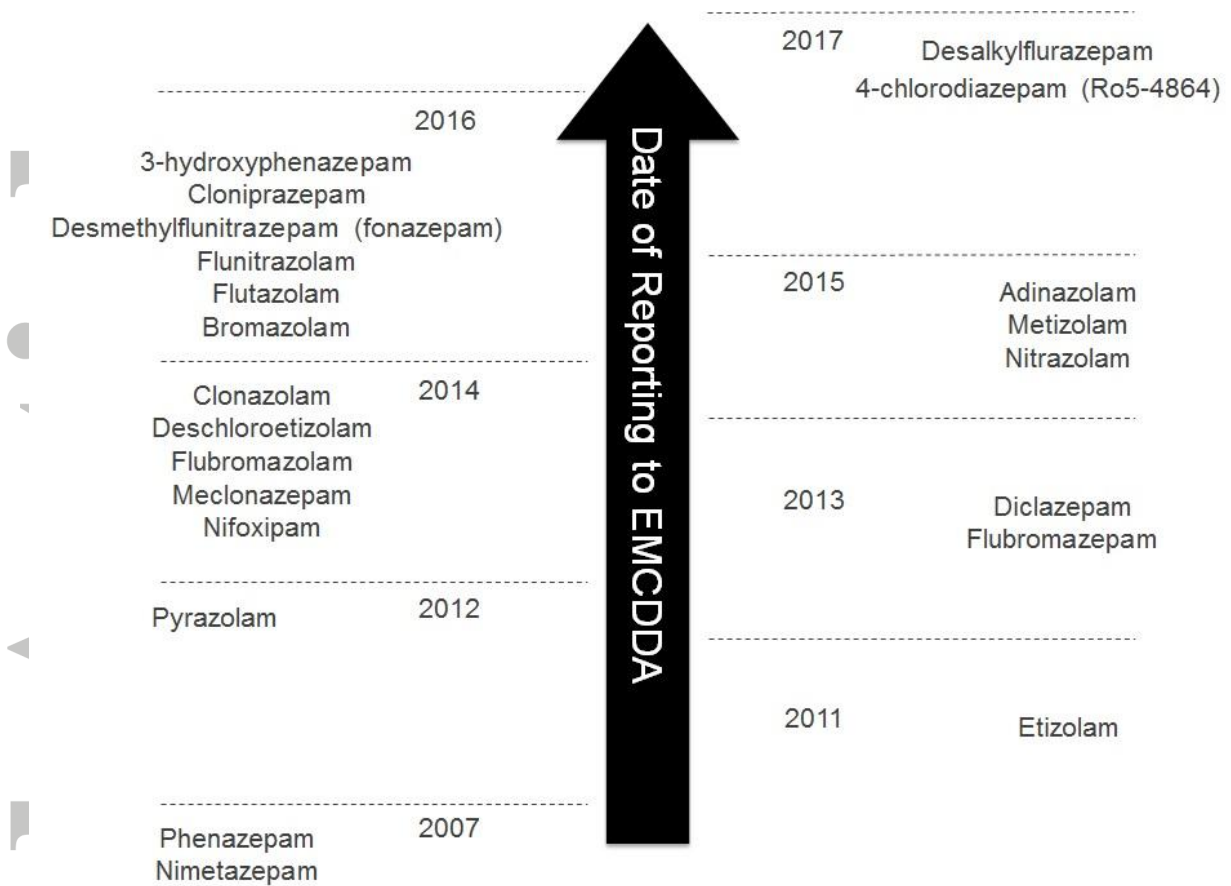 2017
Desalkylflurazepam
4-chlorodiazepam (Ro5-4864)
2016
3-hydroxyphenazepam
Cloniprazepam
Desmethylflunitrazepam (fonazepam)
Flunitrazolam
Flutazolam
Bromazolam
2015
Adinazolam
Metizolam
Nitrazolam
2014
Clonazolam
Deschloroetizolam
Flubromazolam
Meclonazepam
Nifoxipam
2013
Diclazepam
Flubromazepam
2012
Pyrazolam
2011
Etizolam
2007
Phenazepam
Nimetazepam
Date of Reporting to EMCDDA